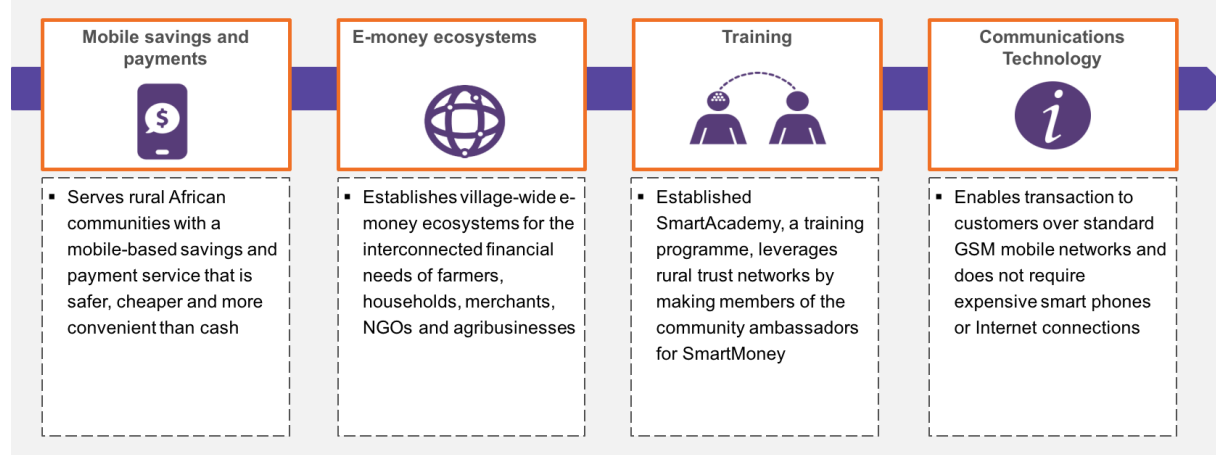 Mobile savings and
payments
$
▪ Serves rural African
communities with a
mobile-based savings and
payment service that is
safer, cheaper and more
convenient than cash
E-money ecosystems
▪ Establishes village-wide e-
money ecosystems for the
interconnected financial
needs of farmers,
households, merchants,
NGOs and agribusinesses
Training
▪ Established
SmartAcademy, a training
programme, leverages
rural trust networks by
making members of the
community ambassadors
for SmartMoney
Communications
Technology
i
▪ Enables transaction to
customers over standard
GSM mobile networks and
does not require
expensive smart phones
or Internet connections